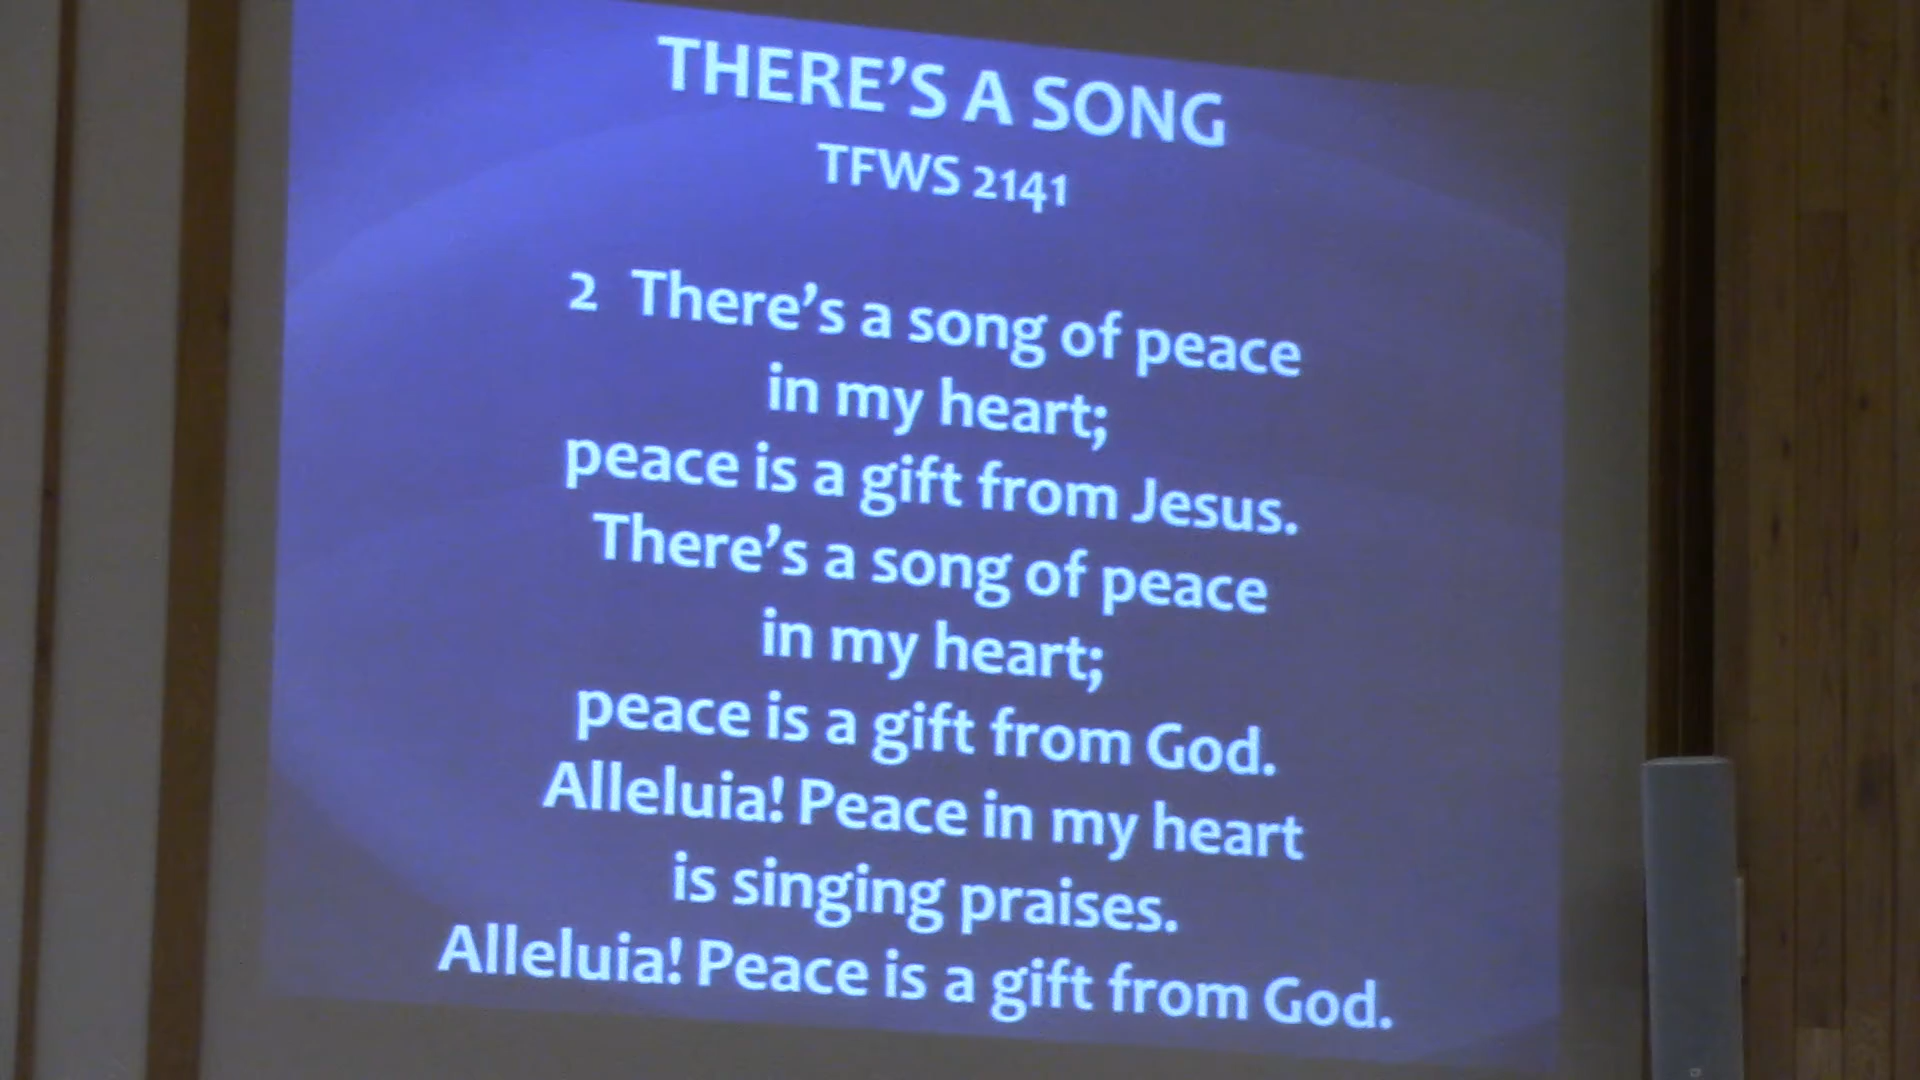 THERE’S A SONG
TFWS 2141
2 There’s a song of peace
in my heart;
peace is a gift from Jesus.
There’s a song of peace
in my heart;
peace is a gift from God.
Alleluia! Peace in my heart
is singing praises.
Alleluia! Peace is a gift from God.